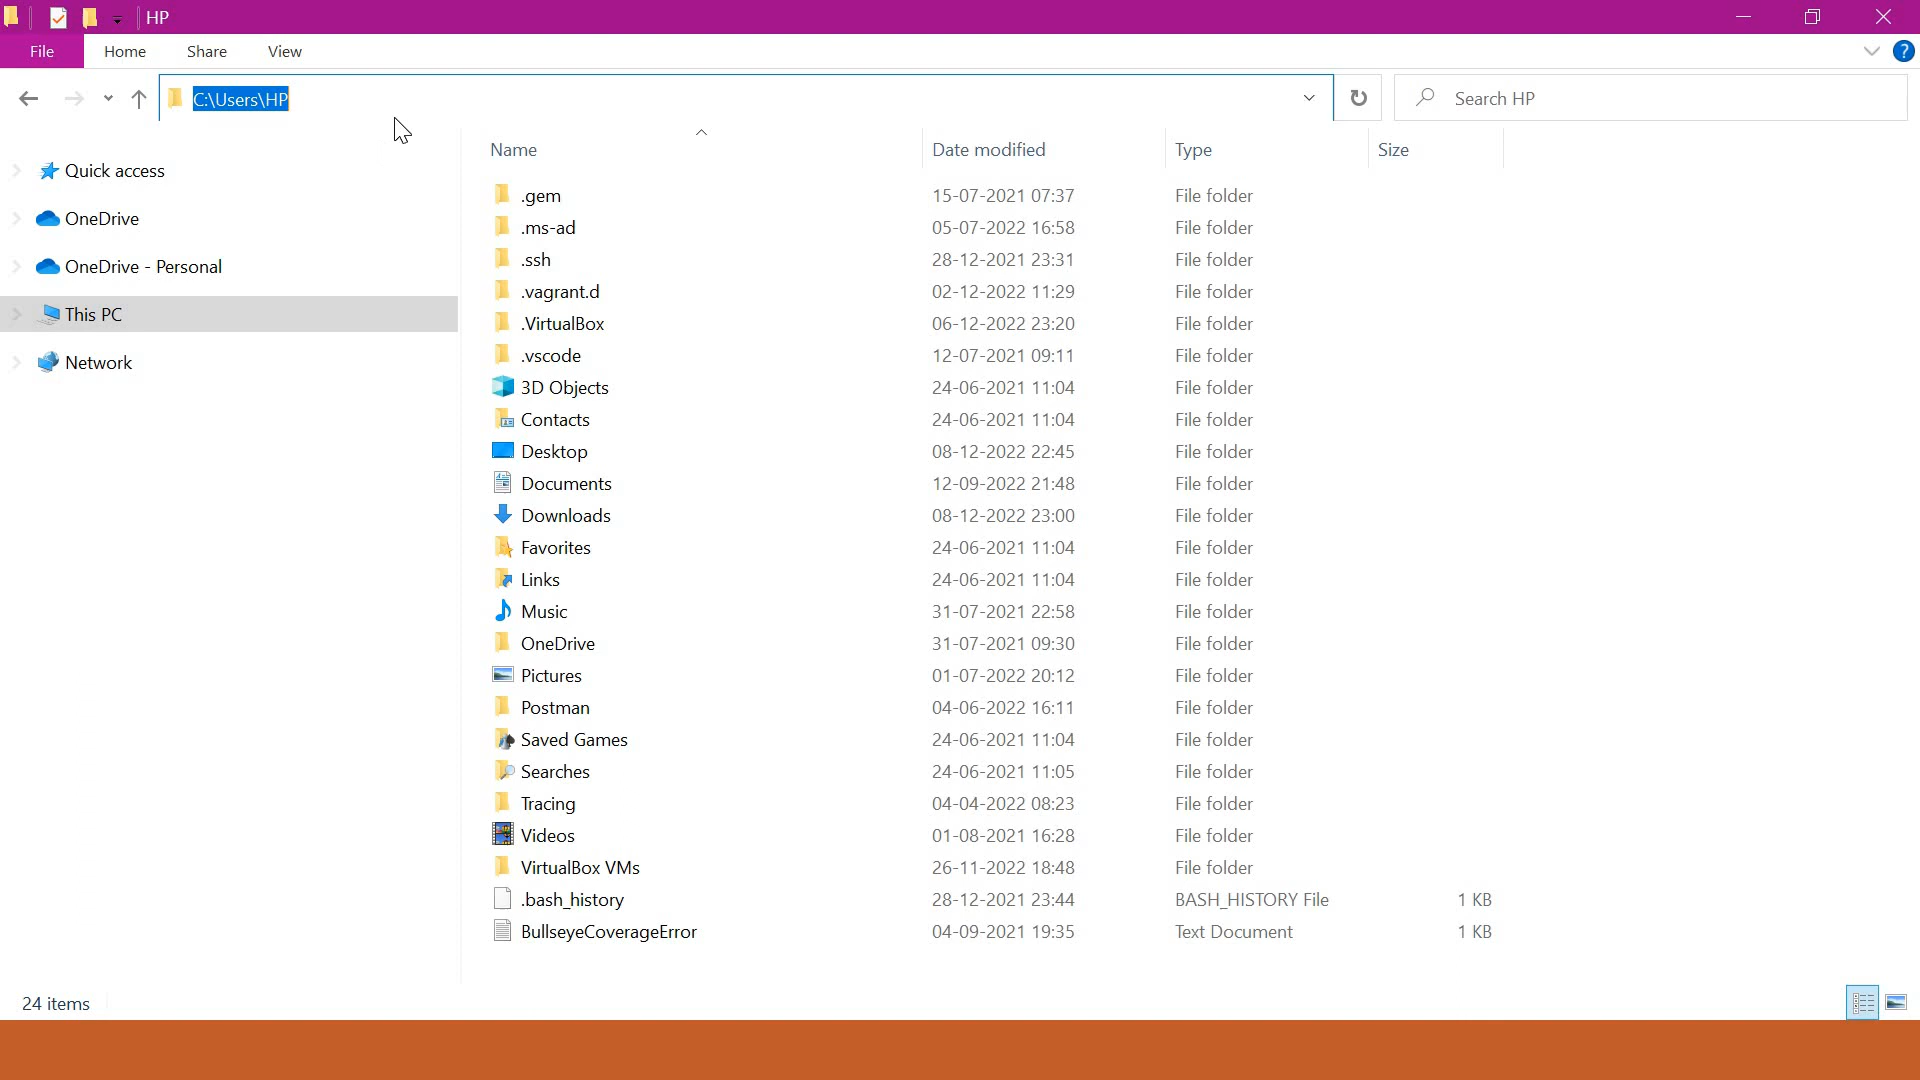 HP
File Home Share View ?
C:\Users\HP Search HP
Name Date modified Type Size
Quick access
OneDrive
OneDrive - Personal
This PC
Network
.gem 15-07-2021 07:37 File folder
.ms-ad 05-07-2022 16:58 File folder
.ssh 28-12-2021 23:31 File folder
.vagrant.d 02-12-2022 11:29 File folder
.VirtualBox 06-12-2022 23:20 File folder
.vscode 12-07-2021 09:11 File folder
3D Objects 24-06-2021 11:04 File folder
Contacts 24-06-2021 11:04 File folder
Desktop 08-12-2022 22:45 File folder
Documents 12-09-2022 21:48 File folder
Downloads 08-12-2022 23:00 File folder
Favorites 24-06-2021 11:04 File folder
Links 24-06-2021 11:04 File folder
Music 31-07-2021 22:58 File folder
OneDrive 31-07-2021 09:30 File folder
Pictures 01-07-2022 20:12 File folder
Postman 04-06-2022 16:11 File folder
Saved Games 24-06-2021 11:04 File folder
Searches 24-06-2021 11:05 File folder
Tracing 04-04-2022 08:23 File folder
Videos 01-08-2021 16:28 File folder
VirtualBox VMs 26-11-2022 18:48 File folder
.bash_history 28-12-2021 23:44 BASH_HISTORY File 1 KB
BullseyeCoverageError 04-09-2021 19:35 Text Document 1 KB
24 items